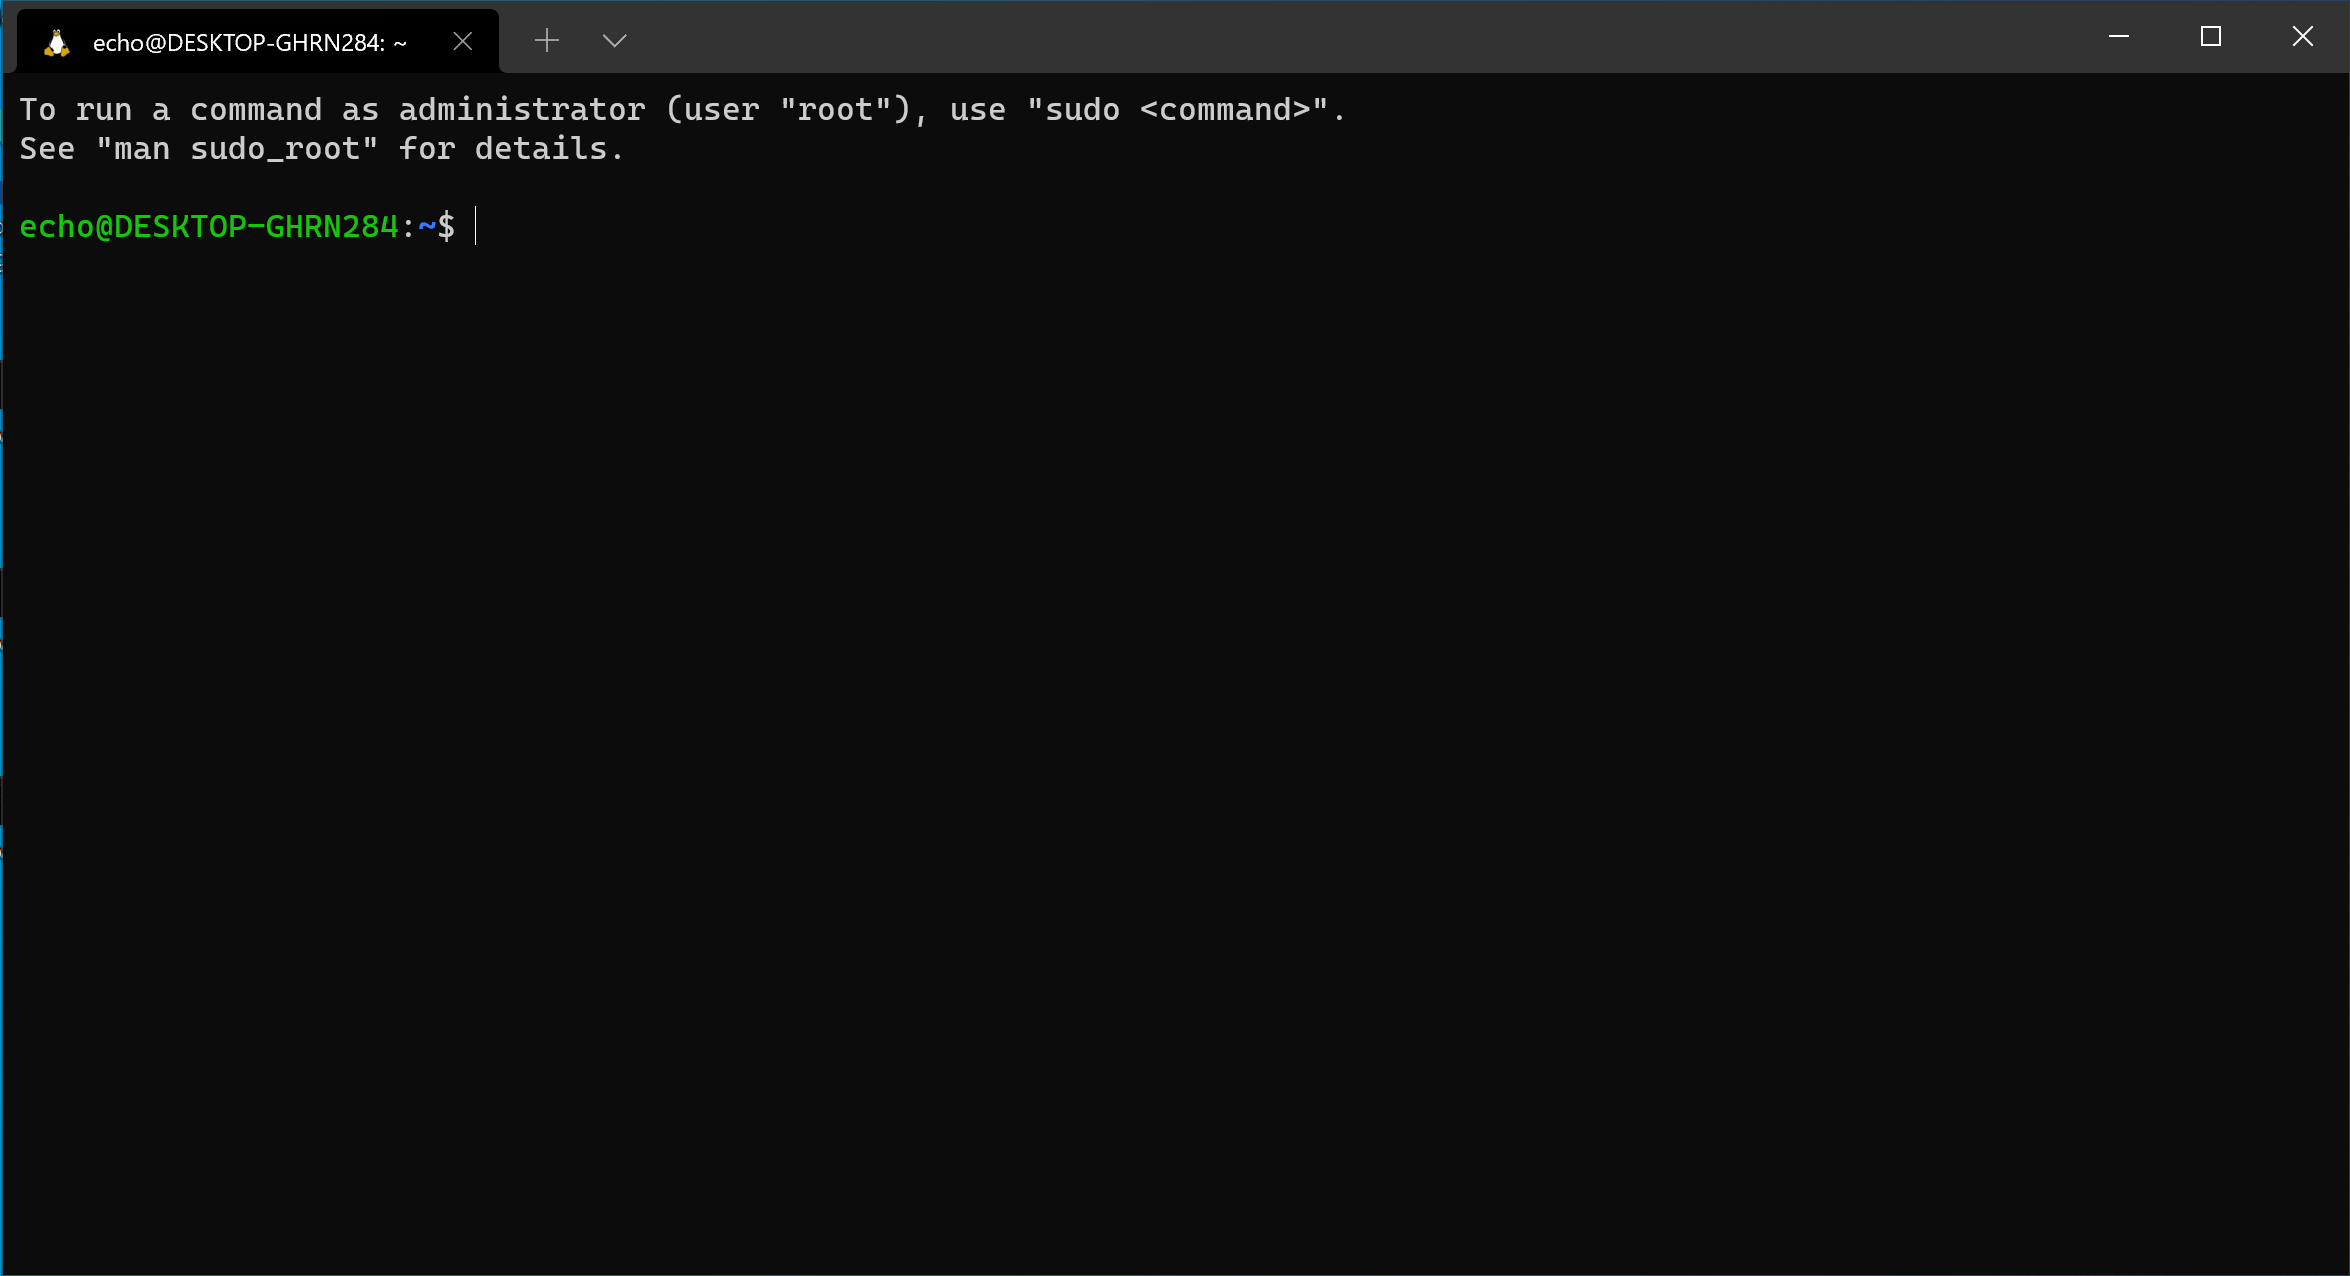 echo@DESKTOP-GHRN284: ~
To run a command as administrator (user "root"), use "sudo <command>".
See "man sudo_root" for details.
echo@DESKTOP-GHRN284:~$